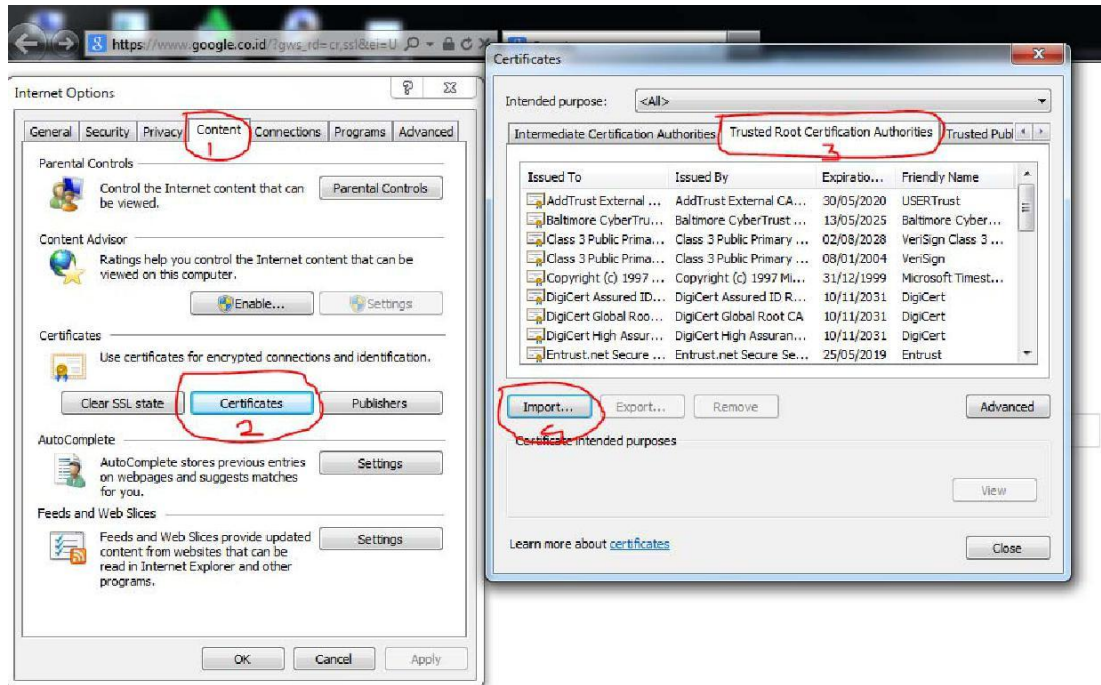 https://www.google.co.id/?gws_rd=cr,ssl&ei=U
Internet Options
General Security Privacy Content Connections Programs Advanced
1
Parental Controls
Control the Internet content that can
be viewed.
Parental Controls
Content Advisor
Ratings help you control the Internet content that can be
viewed on this computer.
Enable... Settings
Certificates
Use certificates for encrypted connections and identification.
Clear SSL state Certificates Publishers
2
AutoComplete
AutoComplete stores previous entries
on webpages and suggests matches
for you.
Settings
Feeds and Web Slices
Feeds and Web Slices provide updated
content from websites that can be
read in Internet Explorer and other
programs.
Settings
OK Cancel Apply
Certificates
Intended purpose: <All>
Intermediate Certification Authorities Trusted Root Certification Authorities Trusted Publ
3
Issued To Issued By Expiratio... Friendly Name
AddTrust External ... AddTrust External CA... 30/05/2020 USERTrust
Baltimore CyberTru... Baltimore CyberTrust ... 13/05/2025 Baltimore Cyber...
Class 3 Public Prima... Class 3 Public Primary ... 02/08/2028 VeriSign Class 3 ...
Class 3 Public Prima... Class 3 Public Primary ... 08/01/2004 VeriSign
Copyright (c) 1997 ... Copyright (c) 1997 Mi... 31/12/1999 Microsoft Timest...
DigiCert Assured ID... DigiCert Assured ID R... 10/11/2031 DigiCert
DigiCert Global Roo... DigiCert Global Root CA 10/11/2031 DigiCert
DigiCert High Assur... DigiCert High Assuran... 10/11/2031 DigiCert
Entrust.net Secure ... Entrust.net Secure Se... 25/05/2019 Entrust
Import... Export... Remove Advanced
Certificate intended purposes
View
Learn more about certificates
Close